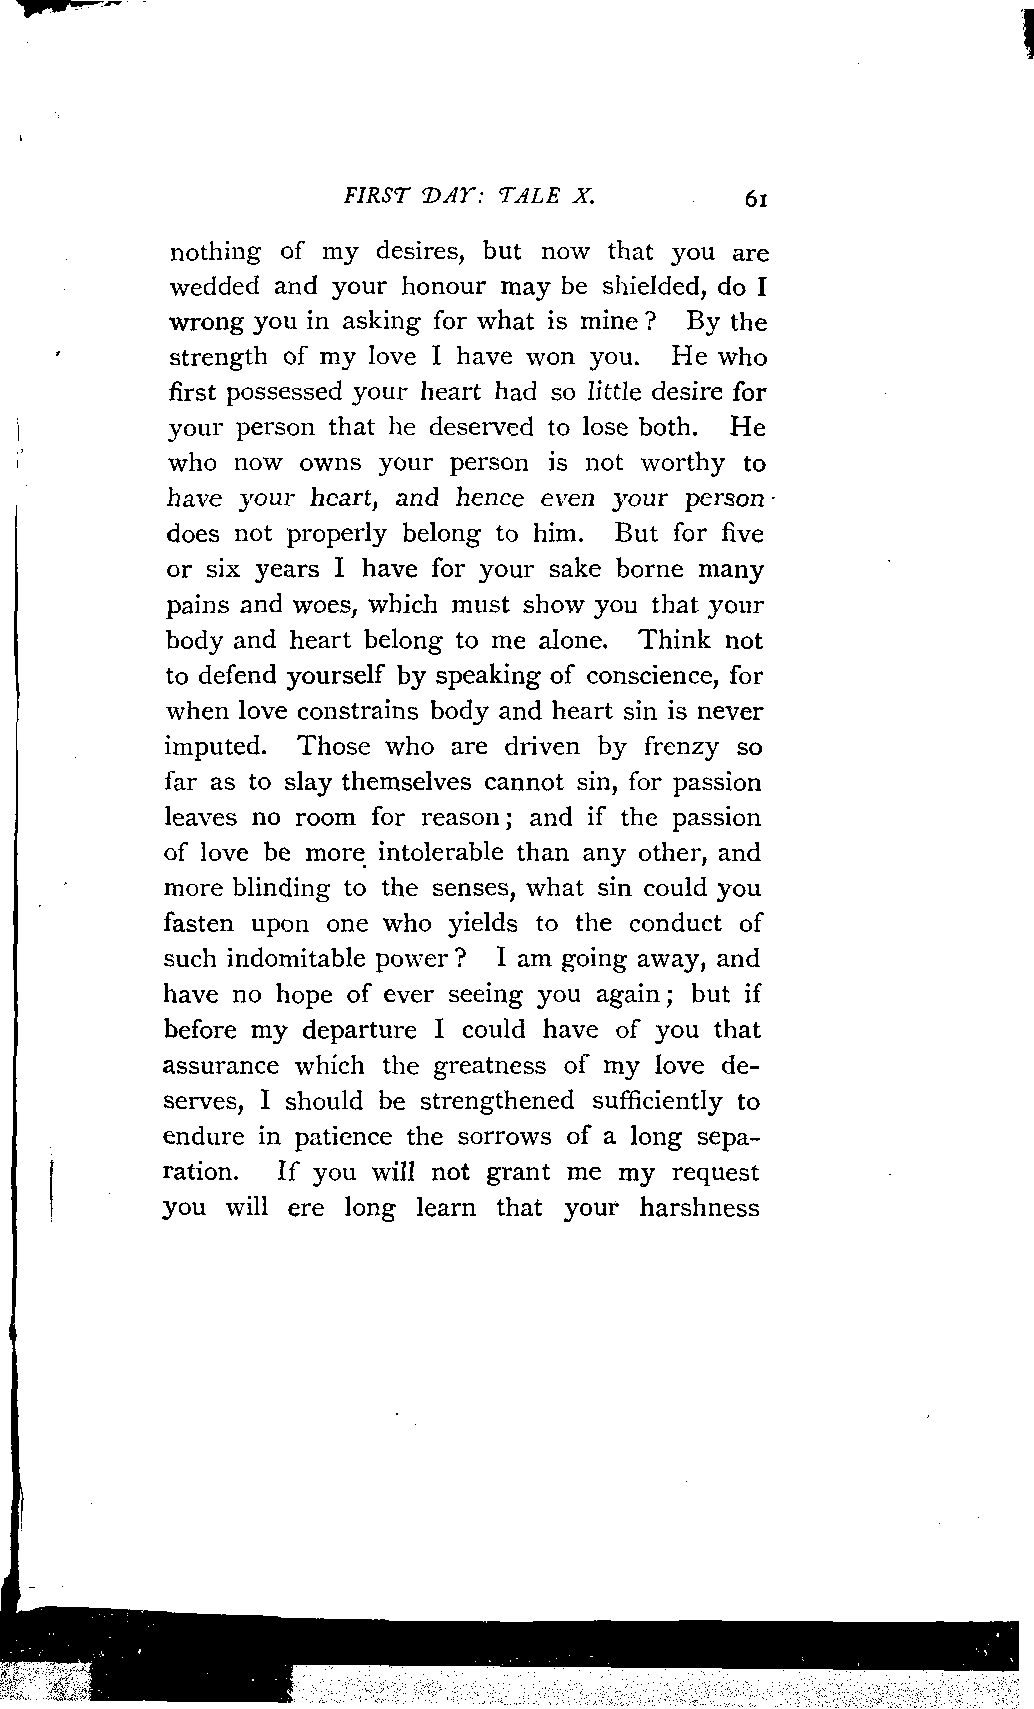 FIRST DAY: TALE X. 61
nothing of my desires, but now that you are
wedded and your honour may be shielded, do I
wrong you in asking for what is mine? By the
strength of my love I have won you. He who
first possessed your heart had so little desire for
your person that he deserved to lose both. He
who now owns your person is not worthy to
have your heart, and hence even your person
does not properly belong to him. But for five
or six years I have for your sake borne many
pains and woes, which must show you that your
body and heart belong to me alone. Think not
to defend yourself by speaking of conscience, for
when love constrains body and heart sin is never
imputed. Those who are driven by frenzy so
far as to slay themselves cannot sin, for passion
leaves no room for reason; and if the passion
of love be more intolerable than any other, and
more blinding to the senses, what sin could you
fasten upon one who yields to the conduct of
such indomitable power? I am going away, and
have no hope of ever seeing you again; but if
before my departure I could have of you that
assurance which the greatness of my love de-
serves, I should be strengthened sufficiently to
endure in patience the sorrows of a long sepa-
ration. If you will not grant me my request
you will ere long learn that your harshness